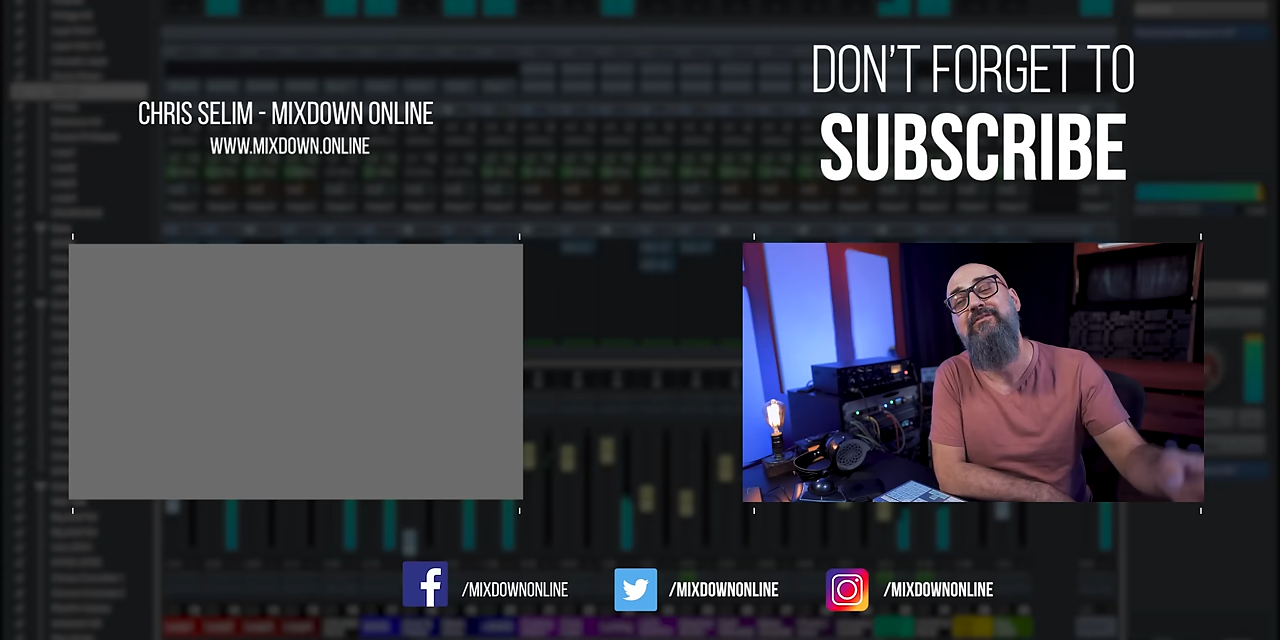 CHRIS SELIM - MIXDOWN ONLINE
WWW.MIXDOWN.ONLINE
DON'T FORGET TO
SUBSCRIBE
/MIXDOWNONLINE
/MIXDOWNONLINE
/MIXDOWNONLINE